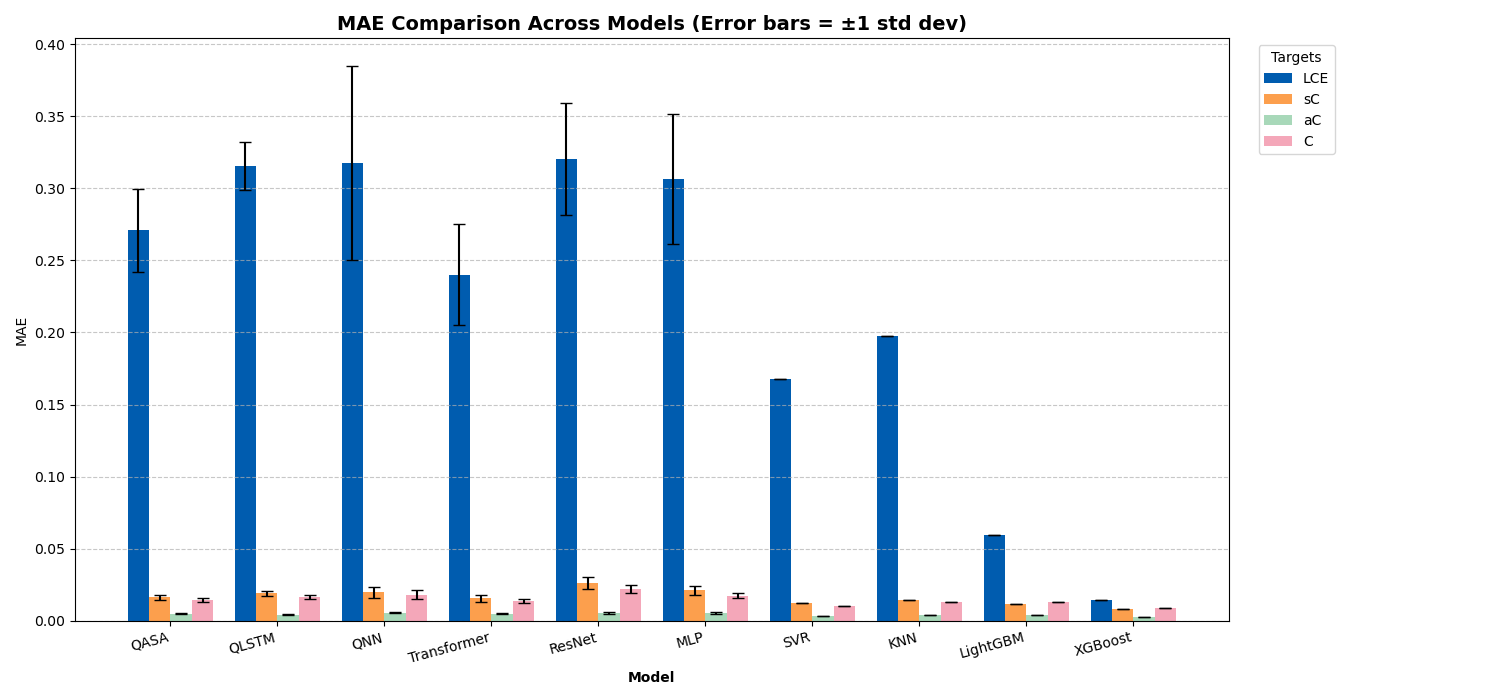 MAE Comparison Across Models (Error bars = ±1 std dev)
MAE
0.40
0.35
0.30
0.25
0.20
0.15
0.10
0.05
0.00
QASA
QLSTM
QNN
Transformer
ResNet
MLP
SVR
KNN
LightGBM
XGBoost
Model
Targets
LCE
sC
aC
C